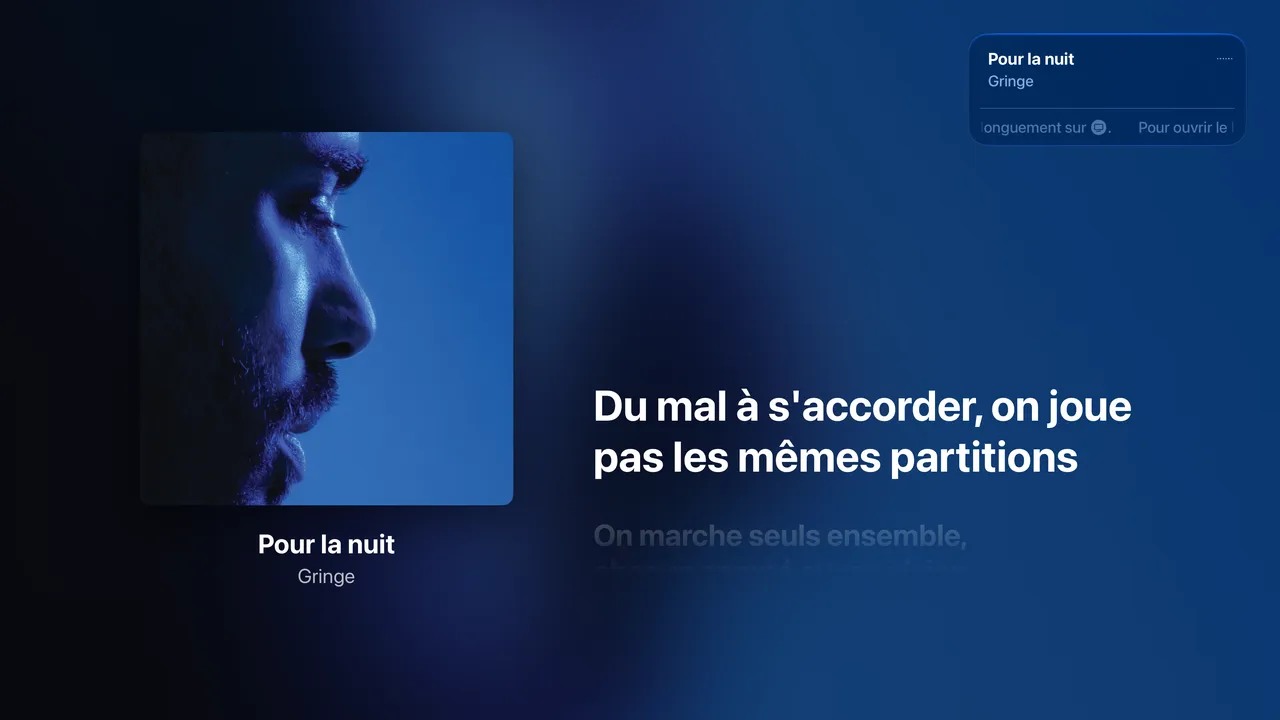 Pour la nuit
Gringe
longuement sur
Pour ouvrir le
Du mal à s'accorder, on joue
pas les mêmes partitions
On marche seuls ensemble,
Pour la nuit
Gringe